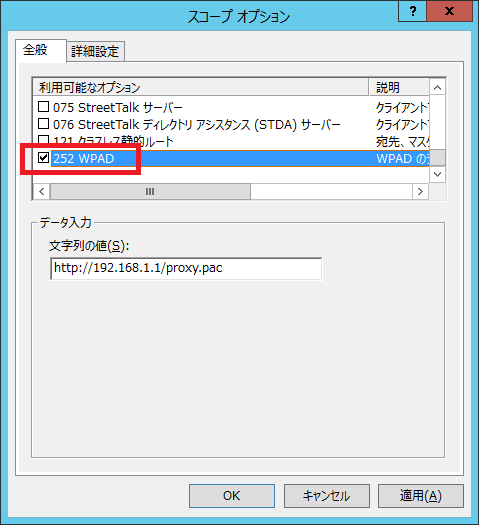 スコープ オプション
? x
全般 詳細設定
利用可能なオプション 説明
075 StreetTalk サーバー クライアント
076 StreetTalk ディレクトリ アシスタンス (STDA) サーバー クライアント
121 クラスレス静的ルート 宛先、マスク
252 WPAD WPAD の
データ入力
文字列の値(S):
http://192.168.1.1/proxy.pac
OK キャンセル 適用(A)